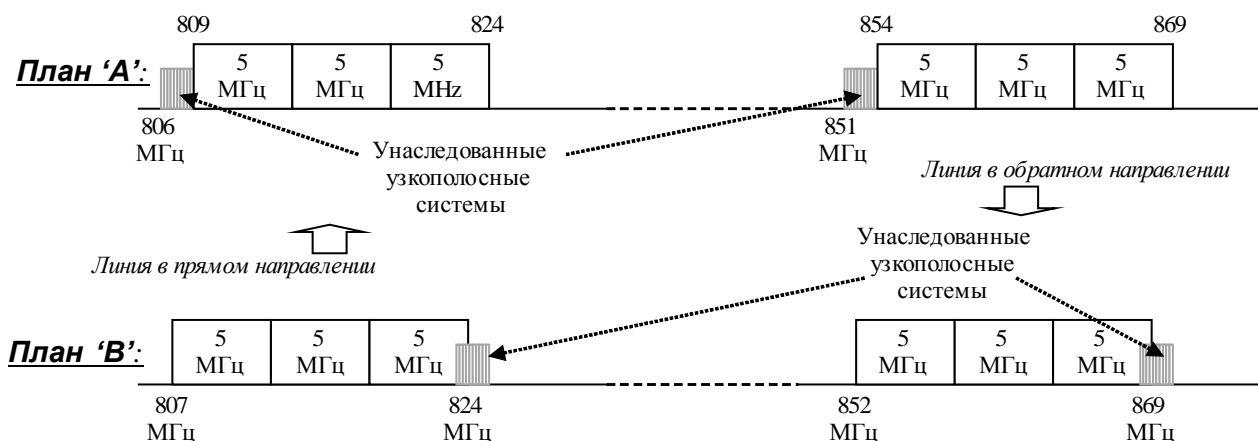 809 824 854 869
План ‘A’:
5 МГц 5 МГц 5 MHz 5 МГц 5 МГц 5 МГц
806 МГц
851 МГц
Унаследованные
узкополосные
системы
Линия в обратном направлении
Линия в прямом направлении
Унаследованные
узкополосные
системы
План ‘B’:
5 МГц 5 МГц 5 МГц 5 МГц 5 МГц 5 МГц
807 МГц
824 МГц
852 МГц
869 МГц